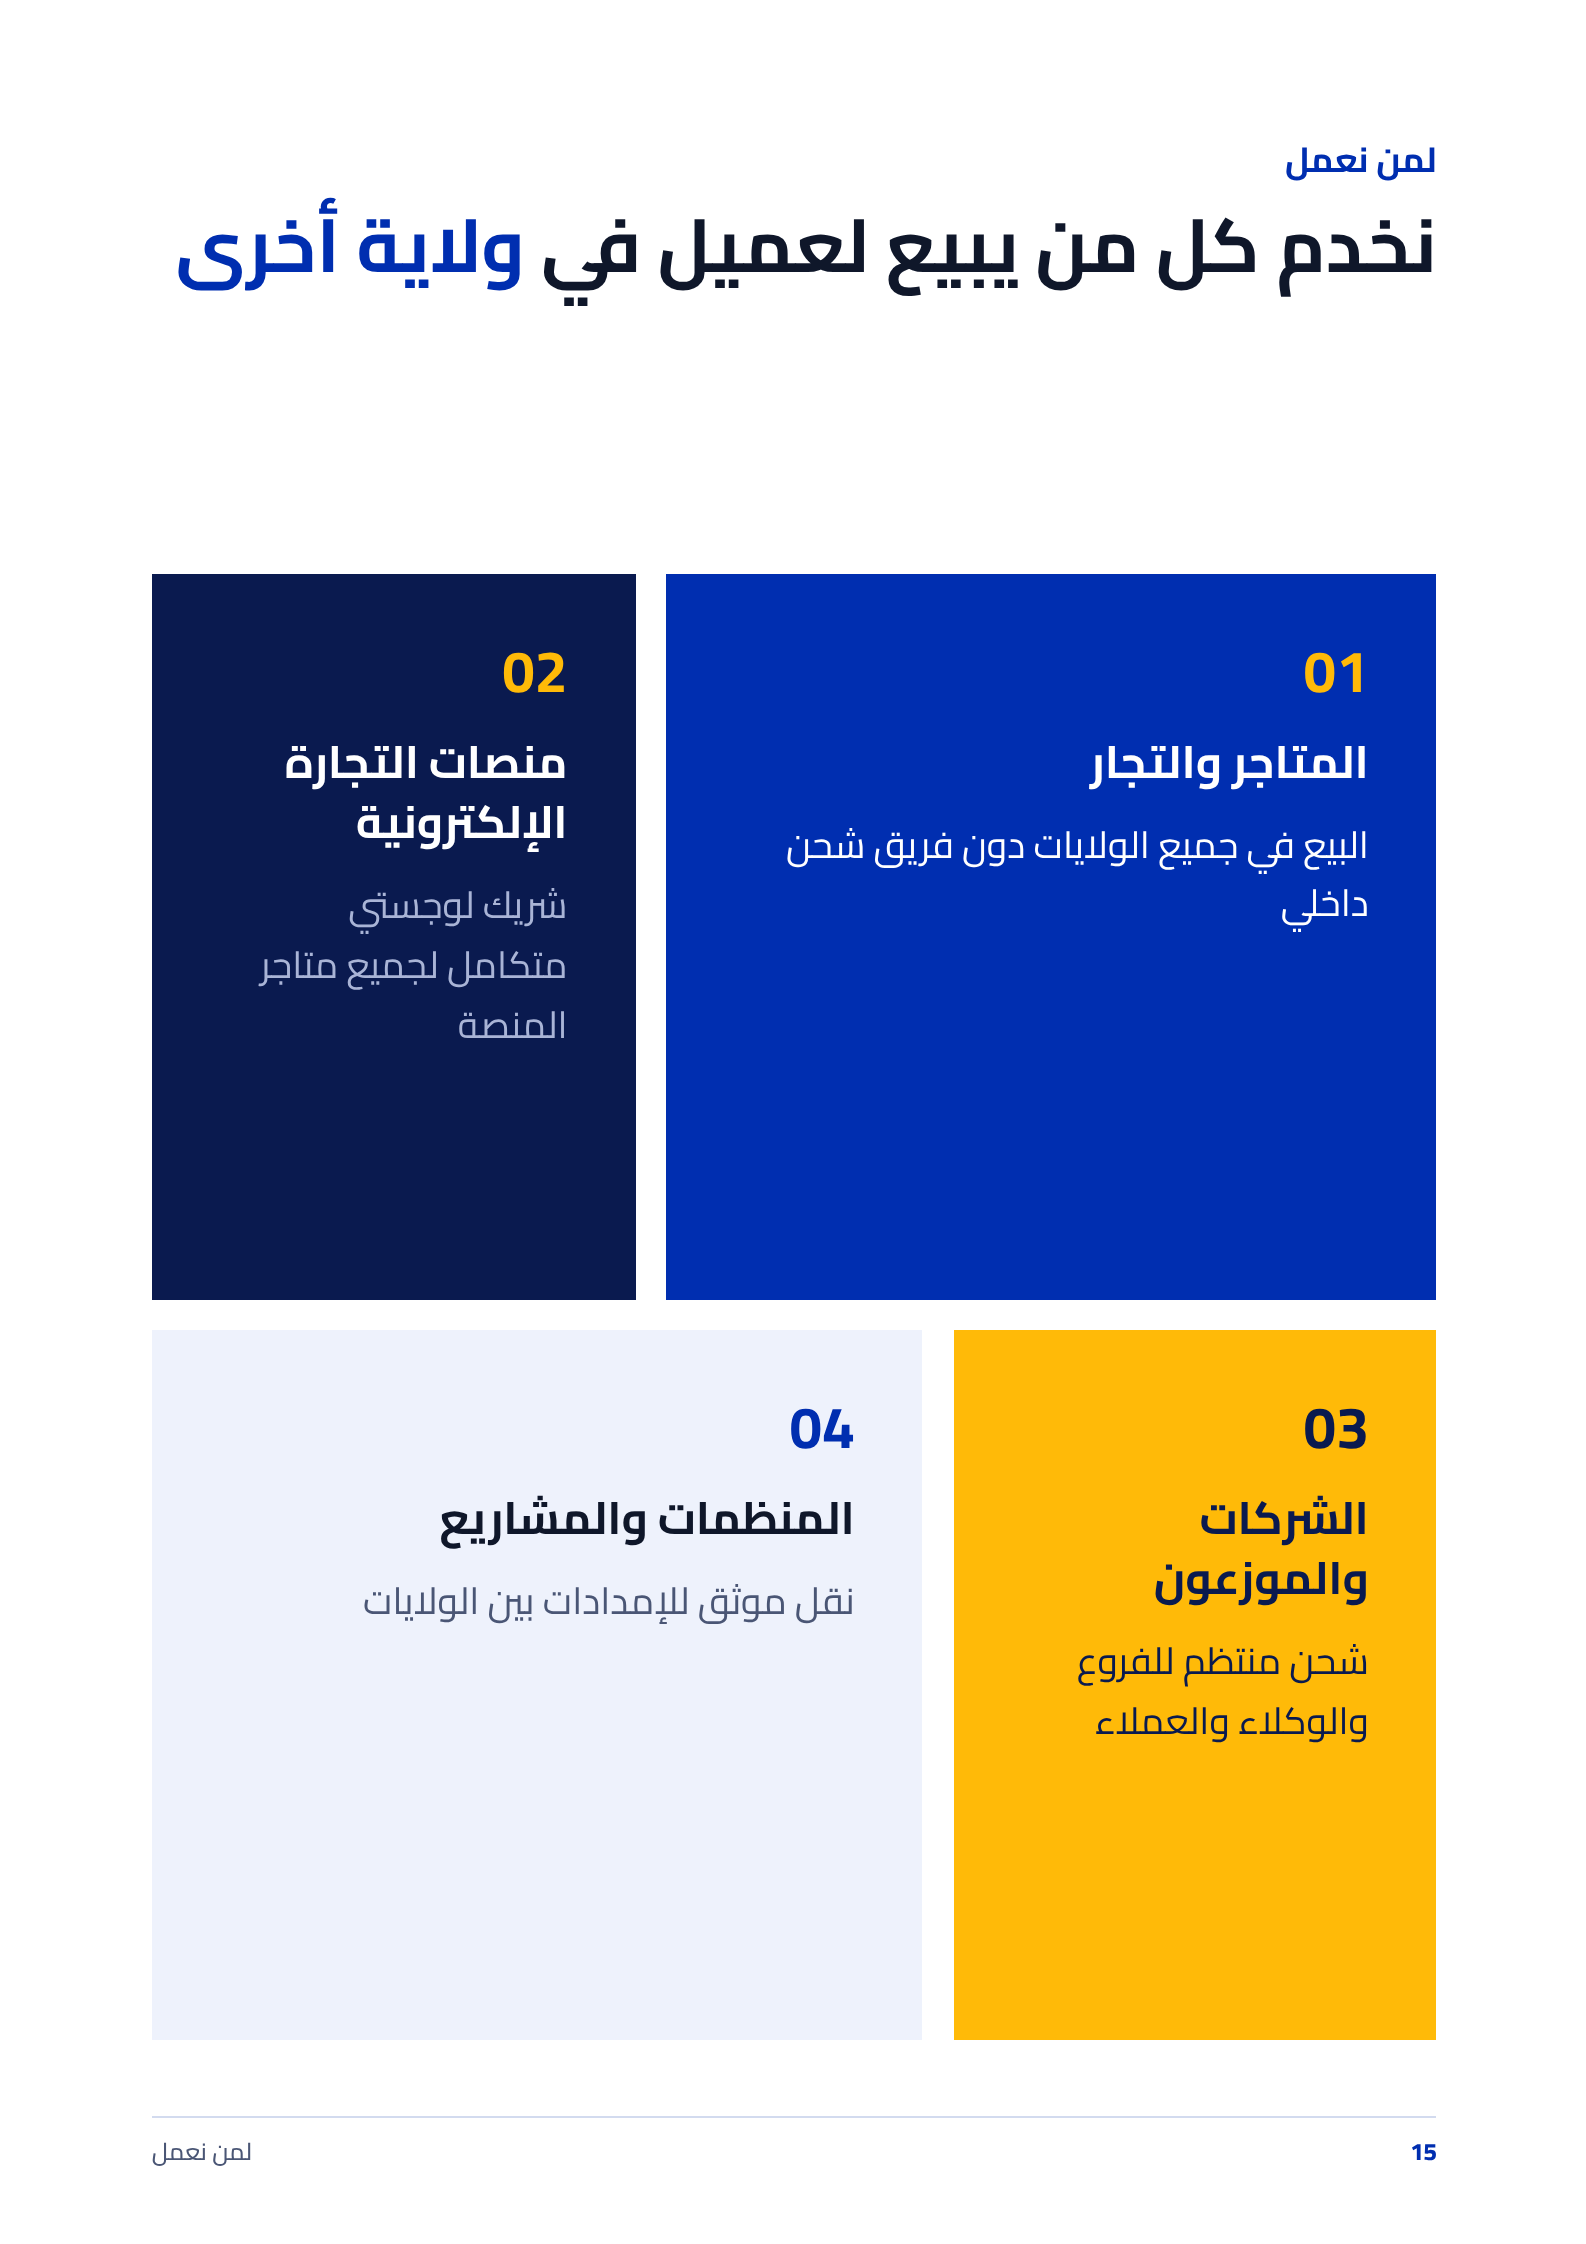 لمن نعمل
نخدم كل من يبيع لعميل في ولاية أخرى
01
المتاجر والتجار
البيع في جميع الولايات دون فريق شحن
داخلي
02
منصات التجارة
الإلكترونية
شريك لوجستي
متكامل لجميع متاجر
المنصة
03
الشركات
والموزعون
شحن منتظم للفروع
والوكلاء والعملاء
04
المنظمات والمشاريع
نقل موثق للإمدادات بين الولايات
15
لمن نعمل